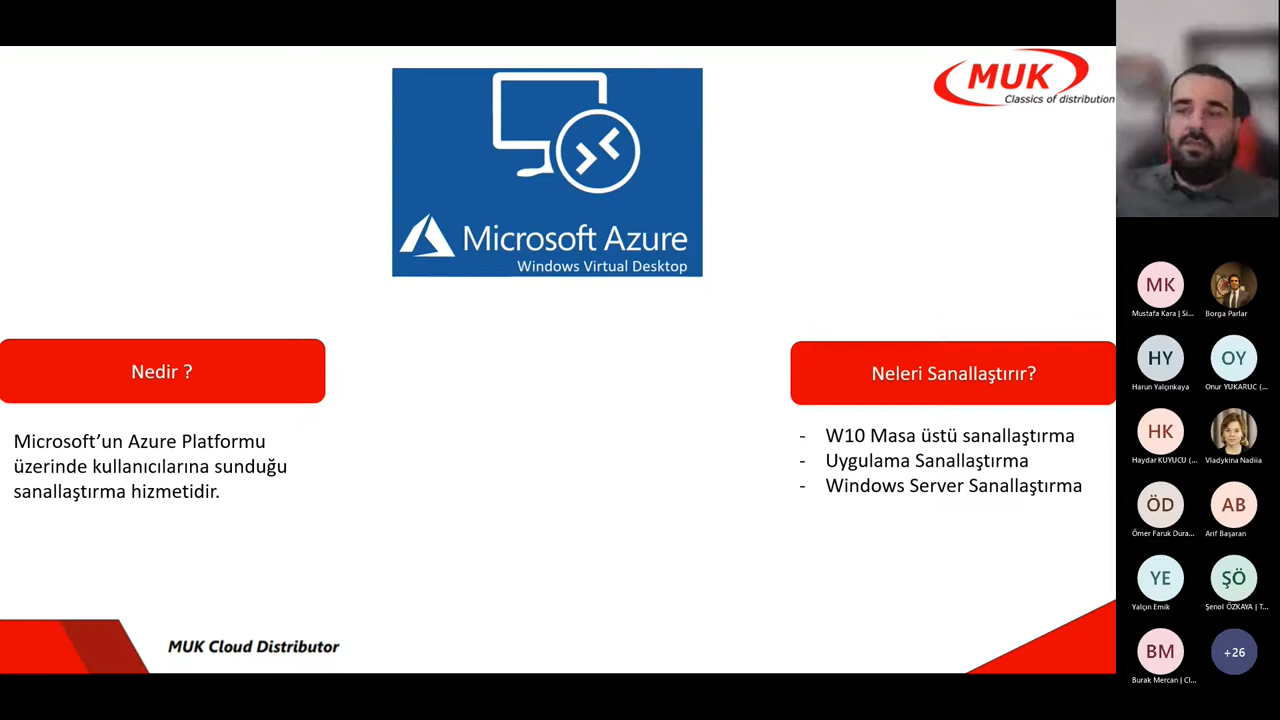 MUK
Classics of distribution
Microsoft Azure
Windows Virtual Desktop
Nedir ?
Microsoft’un Azure Platformu
üzerinde kullanıcılarına sunduğu
sanallaştırma hizmetidir.
Neleri Sanallaştırır?
- W10 Masa üstü sanallaştırma
- Uygulama Sanallaştırma
- Windows Server Sanallaştırma
MUK Cloud Distributor
MK
Mustafa Kara | Si...
Borga Parlar
HY
Harun Yalçınkaya
OY
Onur YUKARUC (...
HK
Haydar KUYUCU (...
Vladykina Nadiia
ÖD
Ömer Faruk Dura...
AB
Arif Başaran
YE
Yalçın Emik
ŞÖ
Şenol ÖZKAYA | T...
BM
Burak Mercan | Cl...
+26